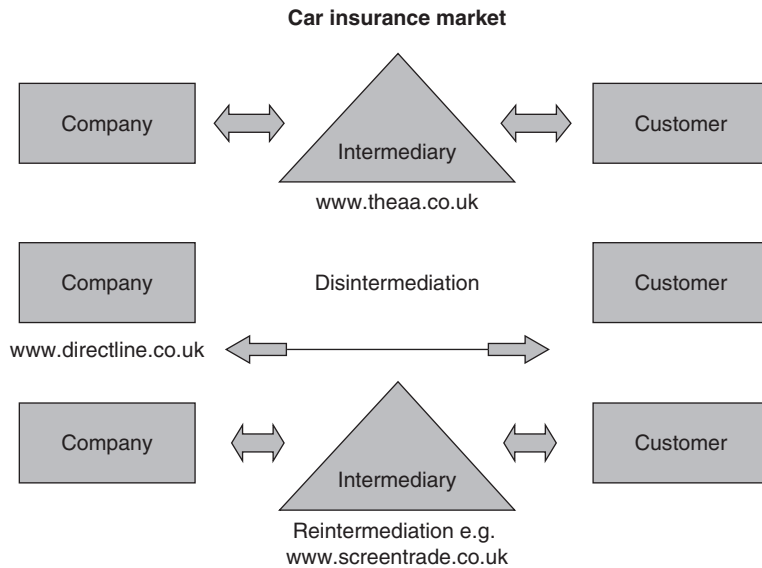 Car insurance market
Company
Intermediary
Customer
www.theaa.co.uk
Company
Disintermediation
Customer
www.directline.co.uk
Company
Intermediary
Customer
Reintermediation e.g.
www.screentrade.co.uk